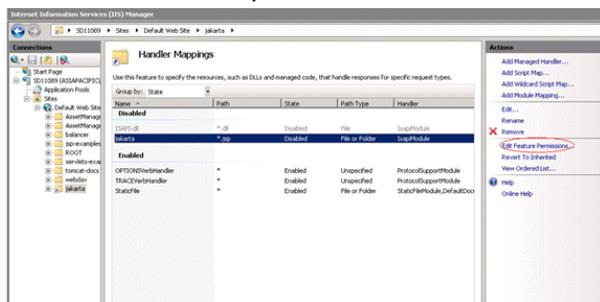 Internet Information Services (IIS) Manager
SD11089 ▸ Sites ▸ Default Web Site ▸ jakarta ▸
Connections
Start Page
SD11089 (ASIAPACIFIC\
Application Pools
Sites
Default Web Site
AssetManag
AssetManag
balancer
jsp-examples
ROOT
servlets-exa
tomcat-docs
webdav
jakarta
Handler Mappings
Use this feature to specify the resources, such as DLLs and managed code, that handle responses for specific request types.
Group by: State
Name Path State Path Type Handler
Disabled
ISAPI-dll *.dll Disabled File IsapiModule
jakarta *.jsp Disabled File or Folder IsapiModule
Enabled
OPTIONSVerbHandler * Enabled Unspecified ProtocolSupportModule
TRACEVerbHandler * Enabled Unspecified ProtocolSupportModule
StaticFile * Enabled File or Folder StaticFileModule,DefaultDoc
Actions
Add Managed Handler...
Add Script Map...
Add Wildcard Script Map...
Add Module Mapping...
Edit...
Rename
Remove
Edit Feature Permissions...
Revert To Inherited
View Ordered List...
Help
Online Help